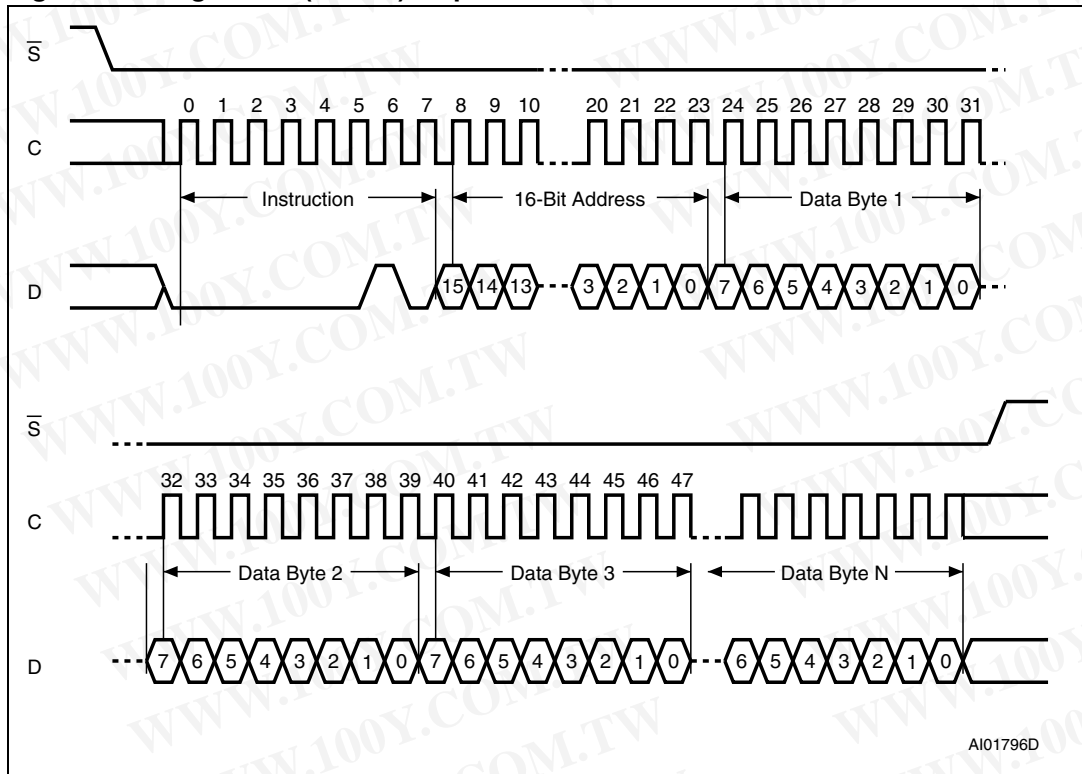 S
0 1 2 3 4 5 6 7 8 9 10 20 21 22 23 24 25 26 27 28 29 30 31
C
Instruction 16-Bit Address Data Byte 1
D 15 14 13 3 2 1 0 7 6 5 4 3 2 1 0
S
32 33 34 35 36 37 38 39 40 41 42 43 44 45 46 47
C
Data Byte 2 Data Byte 3 Data Byte N
D 7 6 5 4 3 2 1 0 7 6 5 4 3 2 1 0 6 5 4 3 2 1 0
AI01796D
WWW.100Y.COM.TW